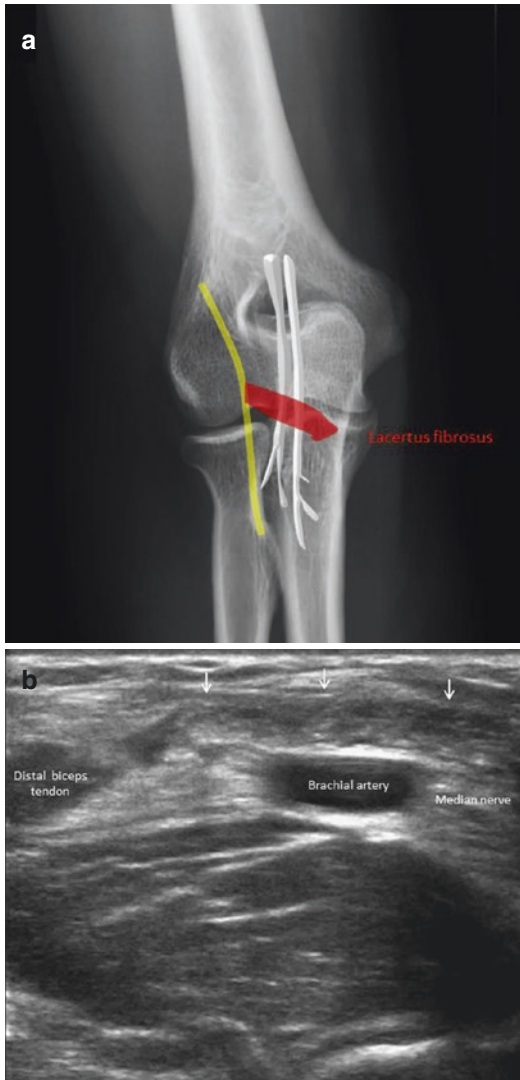 a
Lacertus fibrosus
b
Distal biceps
tendon
Brachial artery
Median nerve